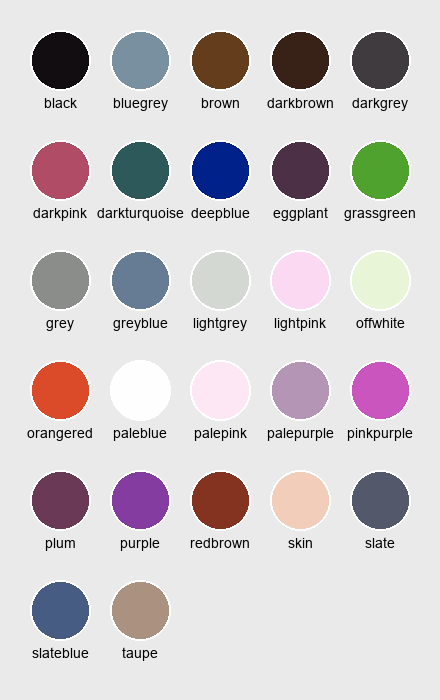 black bluegrey brown darkbrown darkgrey
darkpink darkturquoise deepblue eggplant grassgreen
grey greyblue lightgrey lightpink offwhite
orangered paleblue palepink palepurple pinkpurple
plum purple redbrown skin slate
slateblue taupe